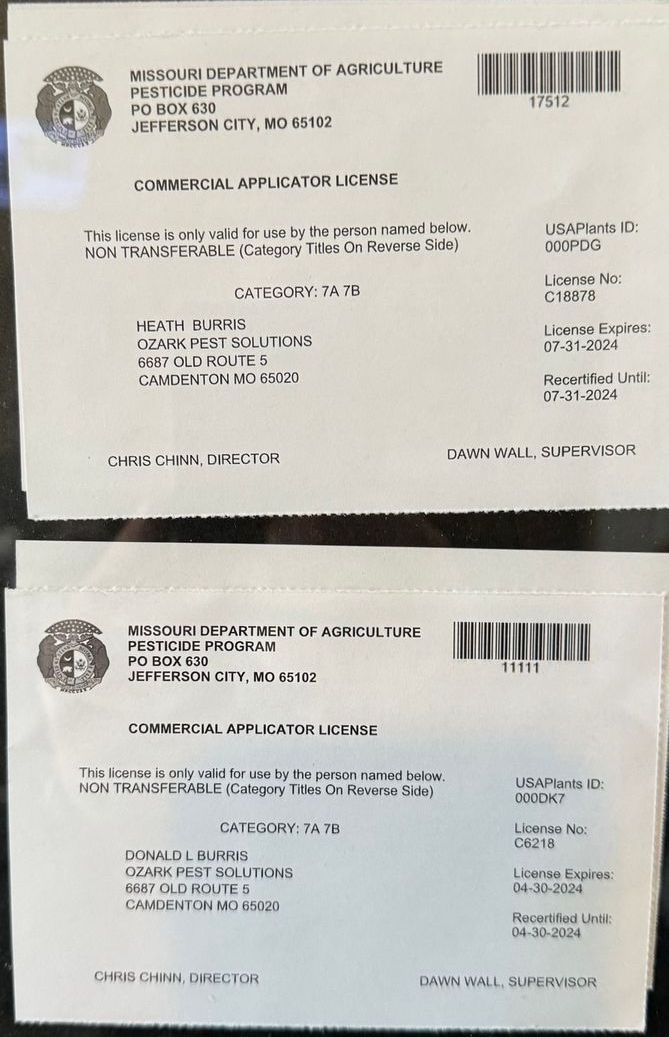 MISSOURI DEPARTMENT OF AGRICULTURE
PESTICIDE PROGRAM
PO BOX 630
JEFFERSON CITY, MO 65102
17512
COMMERCIAL APPLICATOR LICENSE
This license is only valid for use by the person named below.
NON TRANSFERABLE (Category Titles On Reverse Side)
CATEGORY: 7A 7B
HEATH BURRIS
OZARK PEST SOLUTIONS
6687 OLD ROUTE 5
CAMDENTON MO 65020
USAPlants ID:
000PDG
License No:
C18878
License Expires:
07-31-2024
Recertified Until:
07-31-2024
CHRIS CHINN, DIRECTOR
DAWN WALL, SUPERVISOR
MISSOURI DEPARTMENT OF AGRICULTURE
PESTICIDE PROGRAM
PO BOX 630
JEFFERSON CITY, MO 65102
11111
COMMERCIAL APPLICATOR LICENSE
This license is only valid for use by the person named below.
NON TRANSFERABLE (Category Titles On Reverse Side)
CATEGORY: 7A 7B
DONALD L BURRIS
OZARK PEST SOLUTIONS
6687 OLD ROUTE 5
CAMDENTON MO 65020
USAPlants ID:
000DK7
License No:
C6218
License Expires:
04-30-2024
Recertified Until:
04-30-2024
CHRIS CHINN, DIRECTOR
DAWN WALL, SUPERVISOR